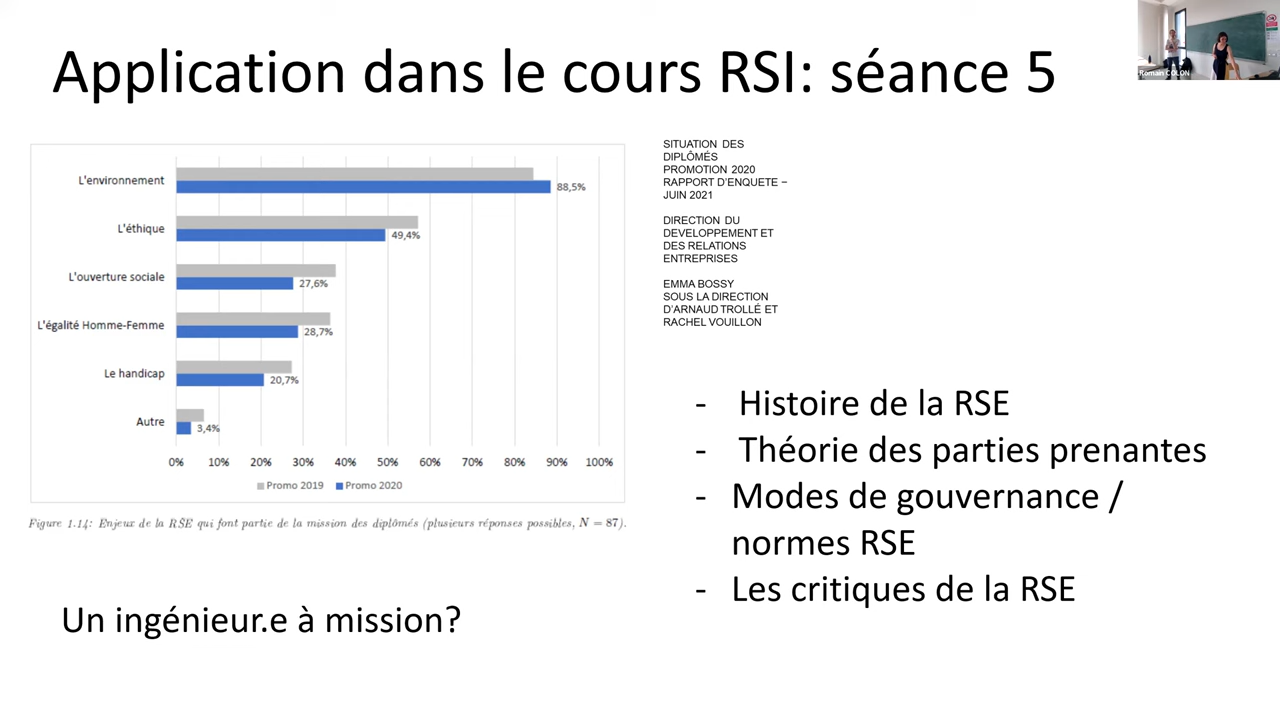 Application dans le cours RSI: séance 5
Romain COLON
L'environnement
88,5%
L'éthique
49,4%
L'ouverture sociale
27,6%
L'égalité Homme-Femme
28,7%
Le handicap
20,7%
Autre
3,4%
0% 10% 20% 30% 40% 50% 60% 70% 80% 90% 100%
Promo 2019 Promo 2020
Figure 1.14: Enjeux de la RSE qui font partie de la mission des diplômés (plusieurs réponses possibles, N = 87).
SITUATION DES
DIPLÔMÉS
PROMOTION 2020
RAPPORT D'ENQUETE –
JUIN 2021
DIRECTION DU
DEVELOPPEMENT ET
DES RELATIONS
ENTREPRISES
EMMA BOSSY
SOUS LA DIRECTION
D'ARNAUD TROLLÉ ET
RACHEL VOUILLON
- Histoire de la RSE
- Théorie des parties prenantes
- Modes de gouvernance /
normes RSE
- Les critiques de la RSE
Un ingénieur.e à mission?